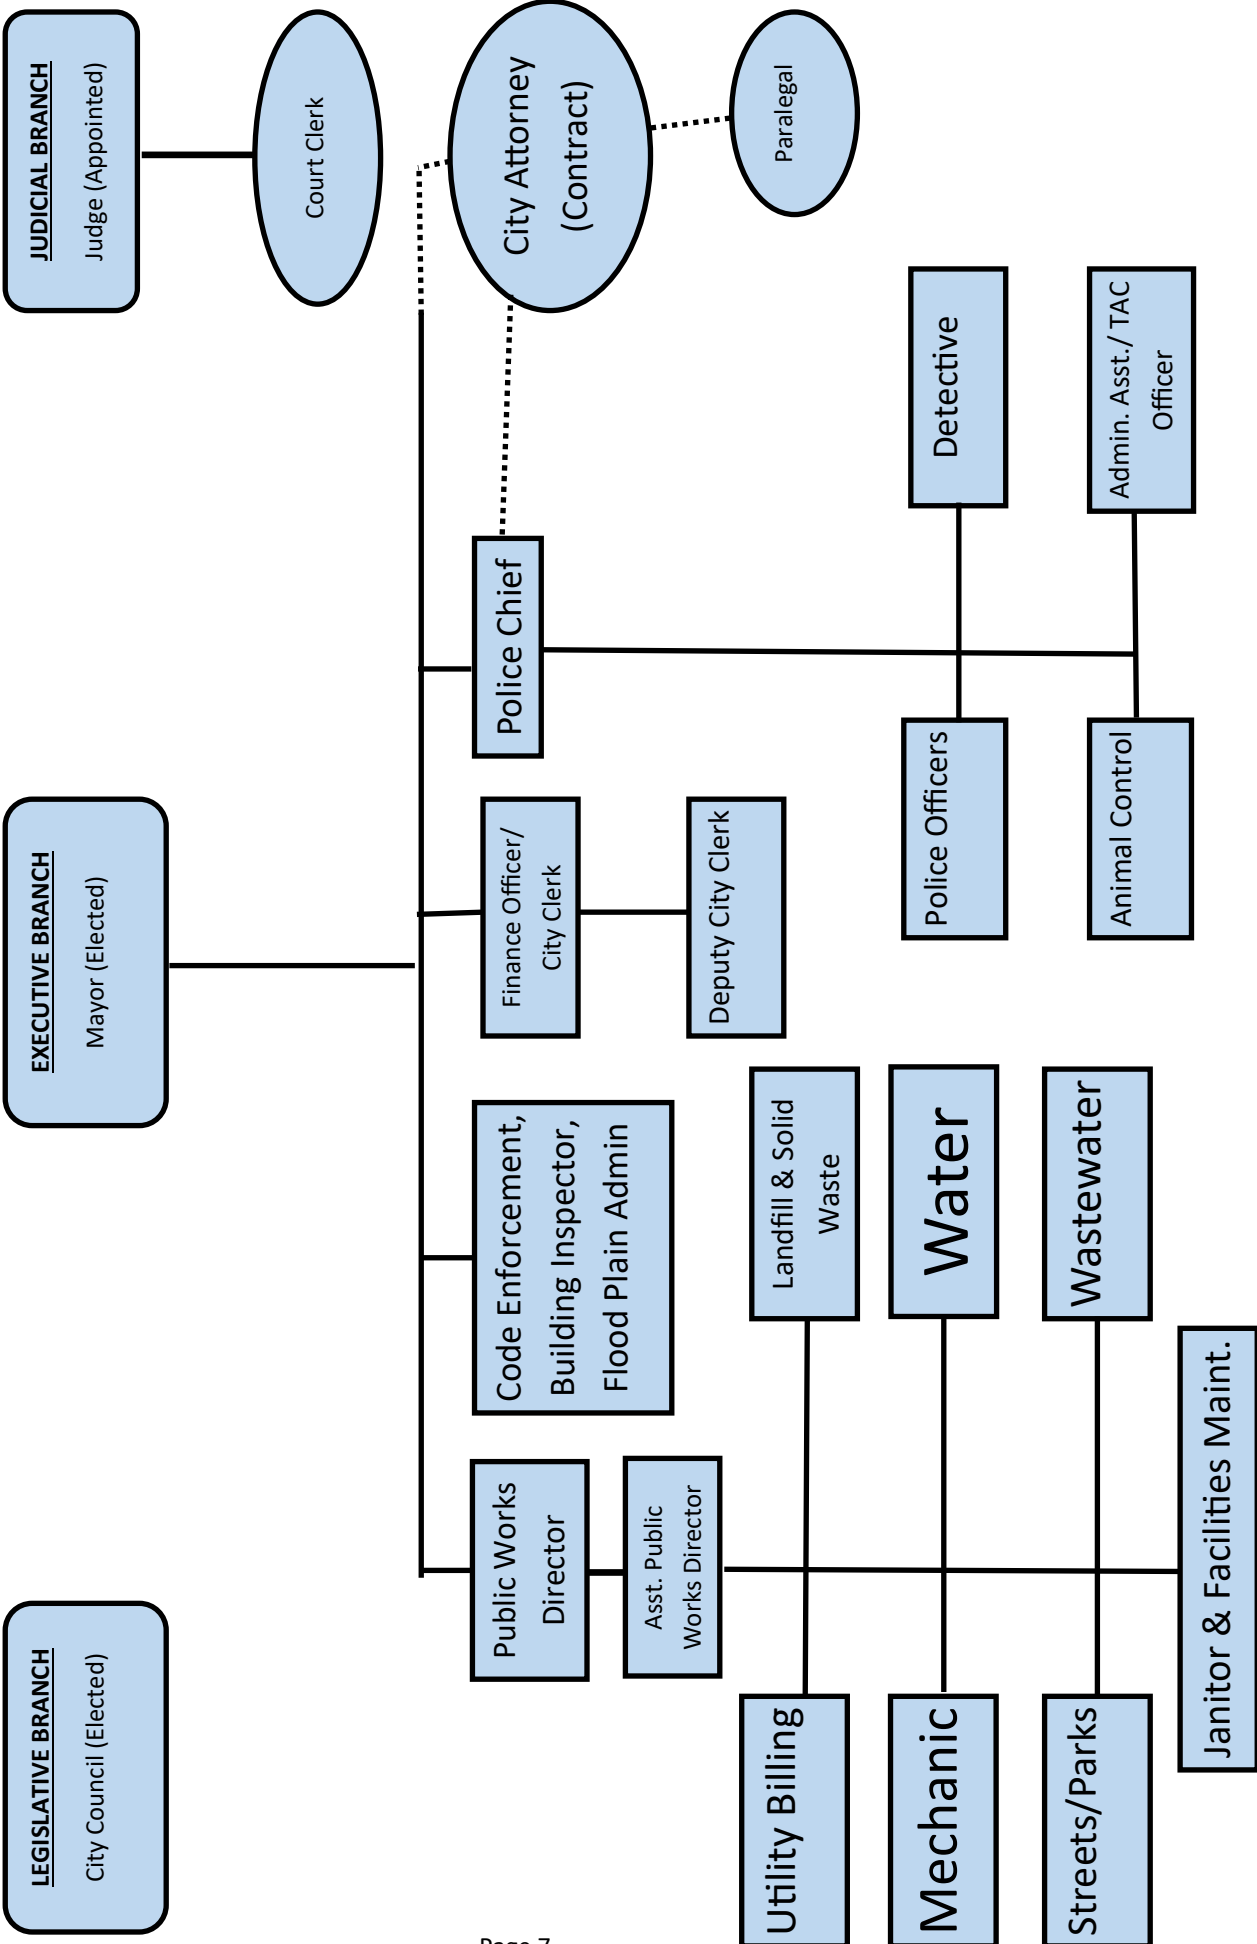 LEGISLATIVE BRANCH
City Council (Elected)
EXECUTIVE BRANCH
Mayor (Elected)
JUDICIAL BRANCH
Judge (Appointed)
Court Clerk
City Attorney
(Contract)
Paralegal
Public Works
Director
Asst. Public
Works Director
Code Enforcement,
Building Inspector,
Flood Plain Admin
Finance Officer/
City Clerk
Deputy City Clerk
Police Chief
Police Officers
Detective
Animal Control
Admin. Asst./ TAC
Officer
Utility Billing
Landfill & Solid
Waste
Mechanic
Water
Streets/Parks
Wastewater
Janitor & Facilities Maint.
Page 7